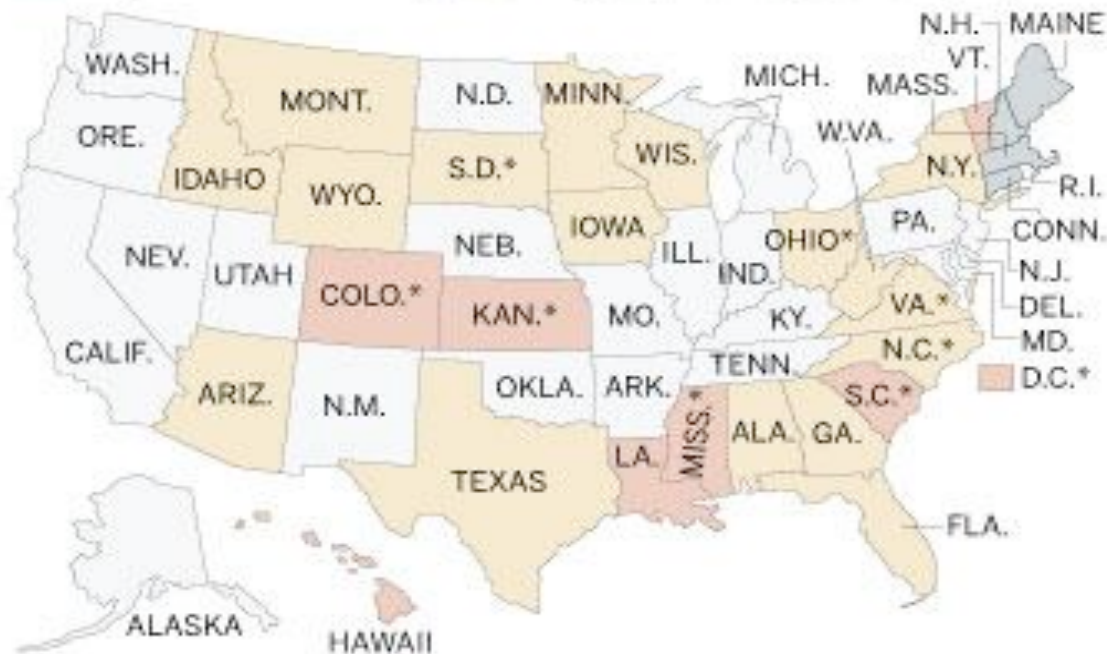 N.H. MAINE
VT.
WASH.
MICH.
MASS.
MONT.
N.D.
MINN.
ORE.
W.VA.
WIS.
S.D.*
N.Y.
IDAHO
WYO.
R.I.
IOWA
PA.
CONN.
NEB.
OHIO*
NEV.
ILL.
IND.
UTAH
N.J.
COLO.*
KAN.*
MO.
VA.*
DEL.
KY.
CALIF.
MD.
N.C.*
TENN.
D.C.*
ARIZ.
OKLA.
ARK.
S.C.*
N.M.
MISS.*
ALA.
GA.
LA.
TEXAS
FLA.
ALASKA
HAWAII